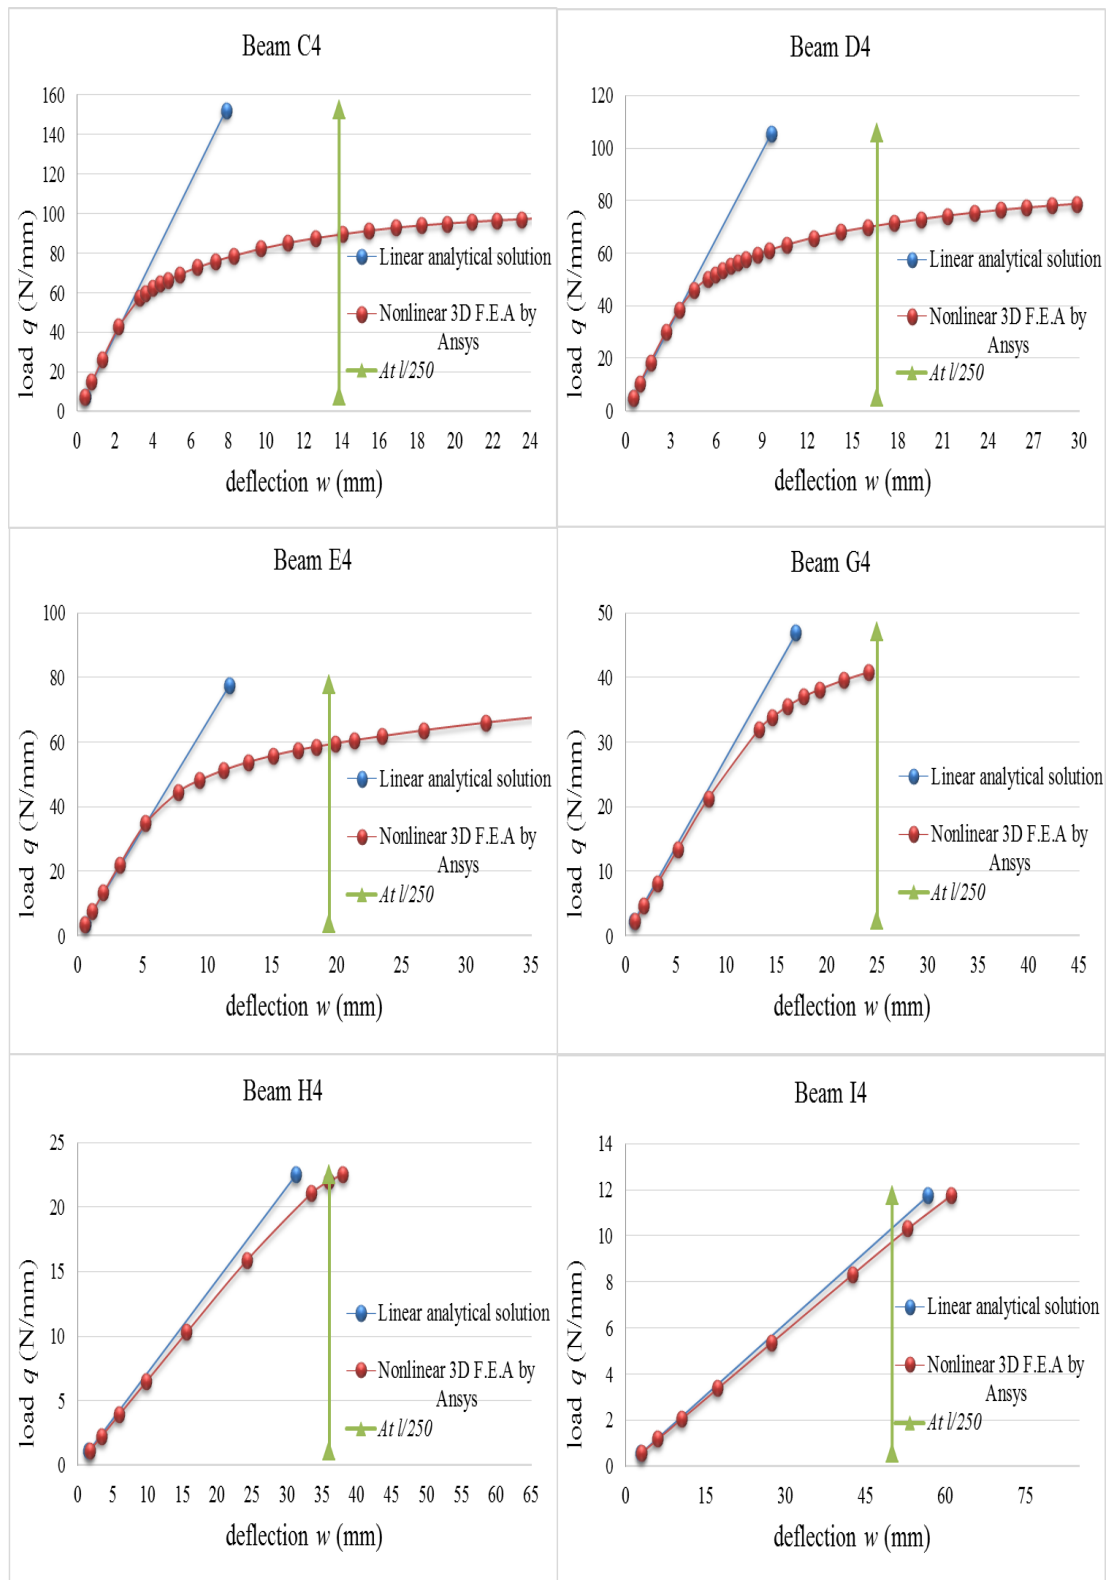 Beam C4
160
140
120
100
80
60
40
20
0
load q (N/mm)
Linear analytical solution
Nonlinear 3D F.E.A by
Ansys
At l/250
0 2 4 6 8 10 12 14 16 18 20 22 24
deflection w (mm)
Beam D4
120
100
80
60
40
20
0
load q (N/mm)
Linear analytical solution
Nonlinear 3D F.E.A by
Ansys
At l/250
0 3 6 9 12 15 18 21 24 27 30
deflection w (mm)
Beam E4
100
80
60
40
20
0
load q (N/mm)
Linear analytical solution
Nonlinear 3D F.E.A by
Ansys
At l/250
0 5 10 15 20 25 30 35
deflection w (mm)
Beam G4
50
40
30
20
10
0
load q (N/mm)
Linear analytical solution
Nonlinear 3D F.E.A by
Ansys
At l/250
0 5 10 15 20 25 30 35 40 45
deflection w (mm)
Beam H4
25
20
15
10
5
0
load q (N/mm)
Linear analytical solution
Nonlinear 3D F.E.A by
Ansys
At l/250
0 5 10 15 20 25 30 35 40 45 50 55 60 65
deflection w (mm)
Beam I4
14
12
10
8
6
4
2
0
load q (N/mm)
Linear analytical solution
Nonlinear 3D F.E.A by
Ansys
At l/250
0 15 30 45 60 75
deflection w (mm)